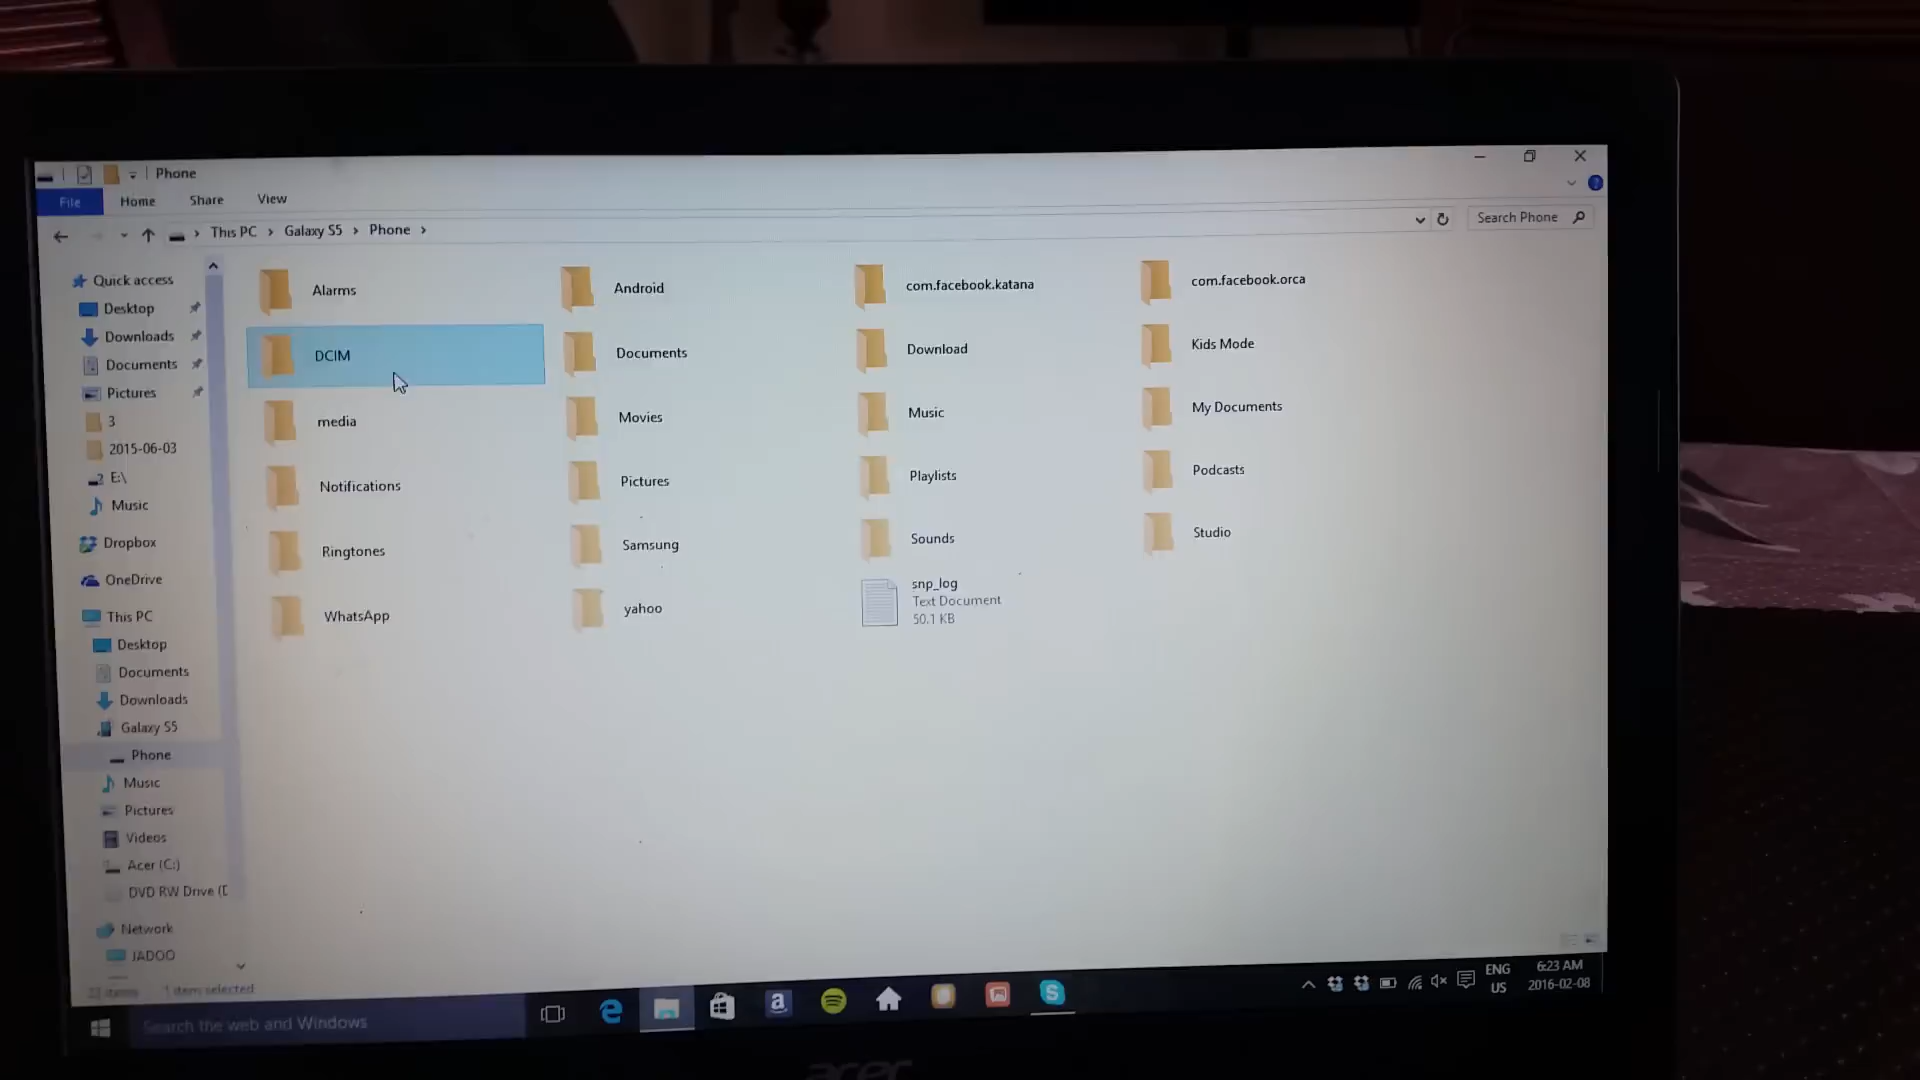 Phone
File
Home
Share
View
This PC
Galaxy S5
Phone
Search Phone
Quick access
Desktop
Downloads
Documents
Pictures
3
2015-06-03
E:\
Music
Dropbox
OneDrive
This PC
Desktop
Documents
Downloads
Galaxy S5
Phone
Music
Pictures
Videos
Acer (C:)
DVD RW Drive (D
Network
JADOO
Alarms
Android
com.facebook.katana
com.facebook.orca
DCIM
Documents
Download
Kids Mode
media
Movies
Music
My Documents
Notifications
Pictures
Playlists
Podcasts
Ringtones
Samsung
Sounds
Studio
WhatsApp
yahoo
snp_log
Text Document
50.1 KB
1 item selected
Search the web and Windows
ENG
US
6:23 AM
2016-02-08
acer